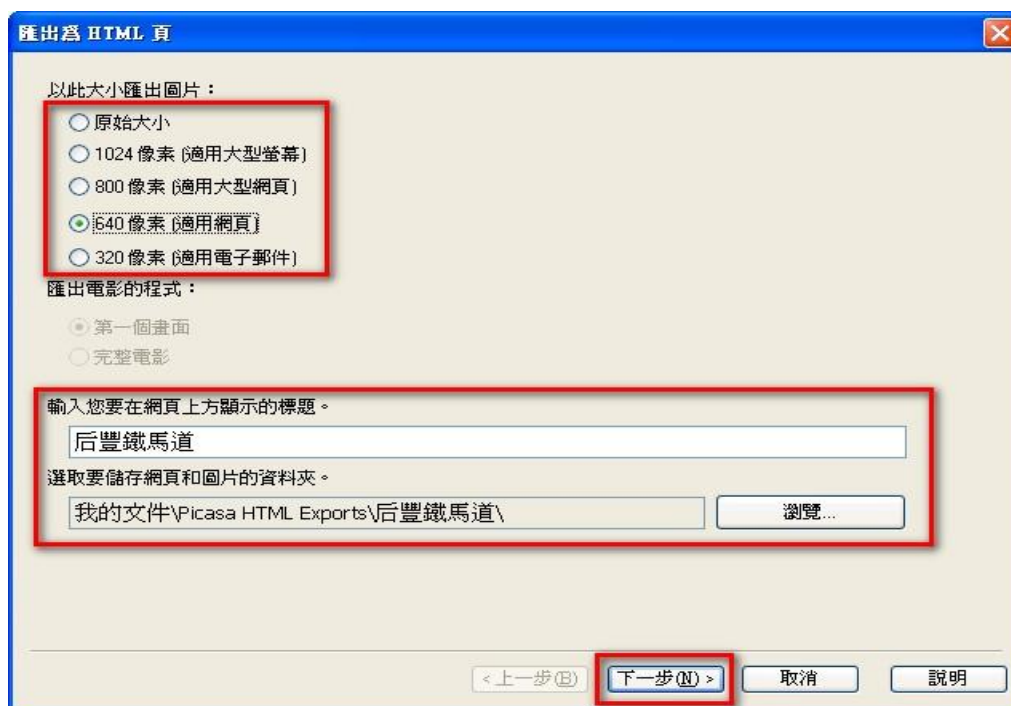 匯出為 HTML 頁
以此大小匯出圖片：
原始大小
1024 像素 (適用大型螢幕)
800 像素 (適用大型網頁)
640 像素 (適用網頁)
320 像素 (適用電子郵件)
匯出電影的程式：
第一個畫面
完整電影
輸入您要在網頁上方顯示的標題。
后豐鐵馬道
選取要儲存網頁和圖片的資料夾。
我的文件\Picasa HTML Exports\后豐鐵馬道\
瀏覽...
<上一步(B) 下一步(N) > 取消 說明